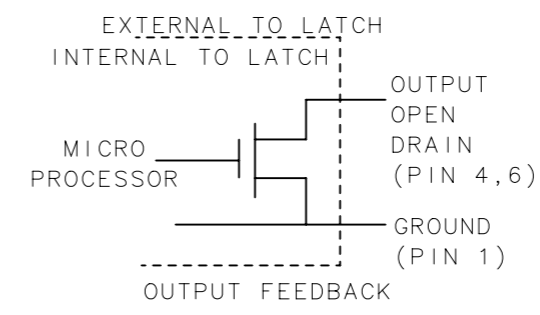 EXTERNAL TO LATCH
INTERNAL TO LATCH
OUTPUT
OPEN
DRAIN
(PIN 4,6)
MICRO
PROCESSOR
GROUND
(PIN 1)
OUTPUT FEEDBACK